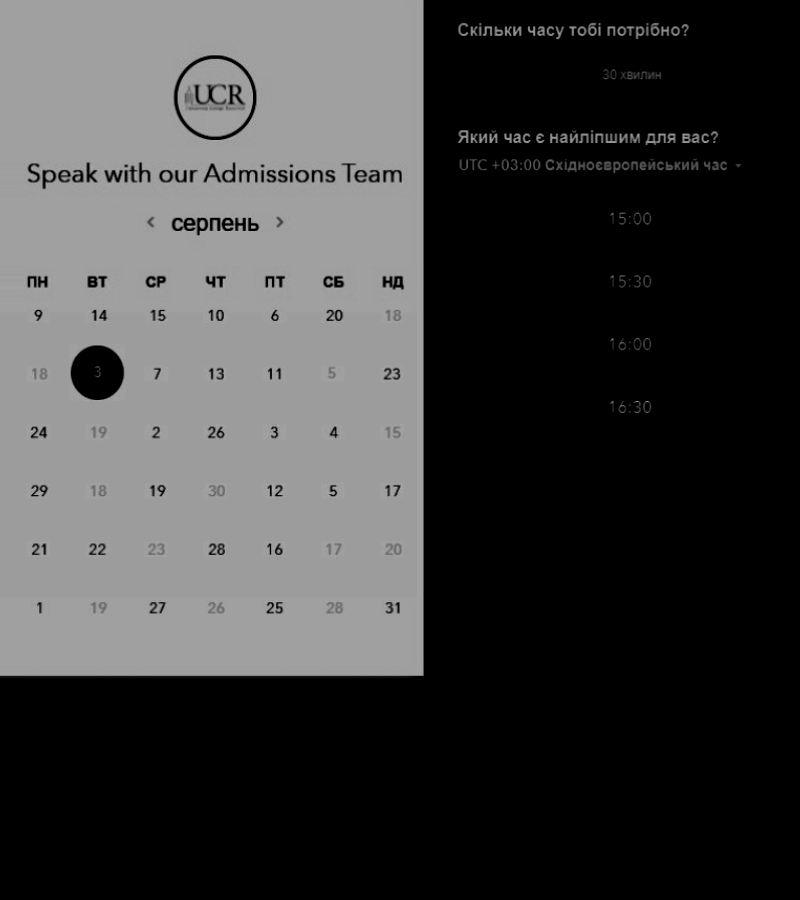 UCR
Speak with our Admissions Team
< серпень >
ПН ВТ СР ЧТ ПТ СБ НД
9 14 15 10 6 20 18
18 3 7 13 11 5 23
24 19 2 26 3 4 15
29 18 19 30 12 5 17
21 22 23 28 16 17 20
1 19 27 26 25 28 31
Скільки часу тобі потрібно?
30 хвилин
Який час є найліпшим для вас?
UTC +03:00 Східноєвропейський час
15:00
15:30
16:00
16:30